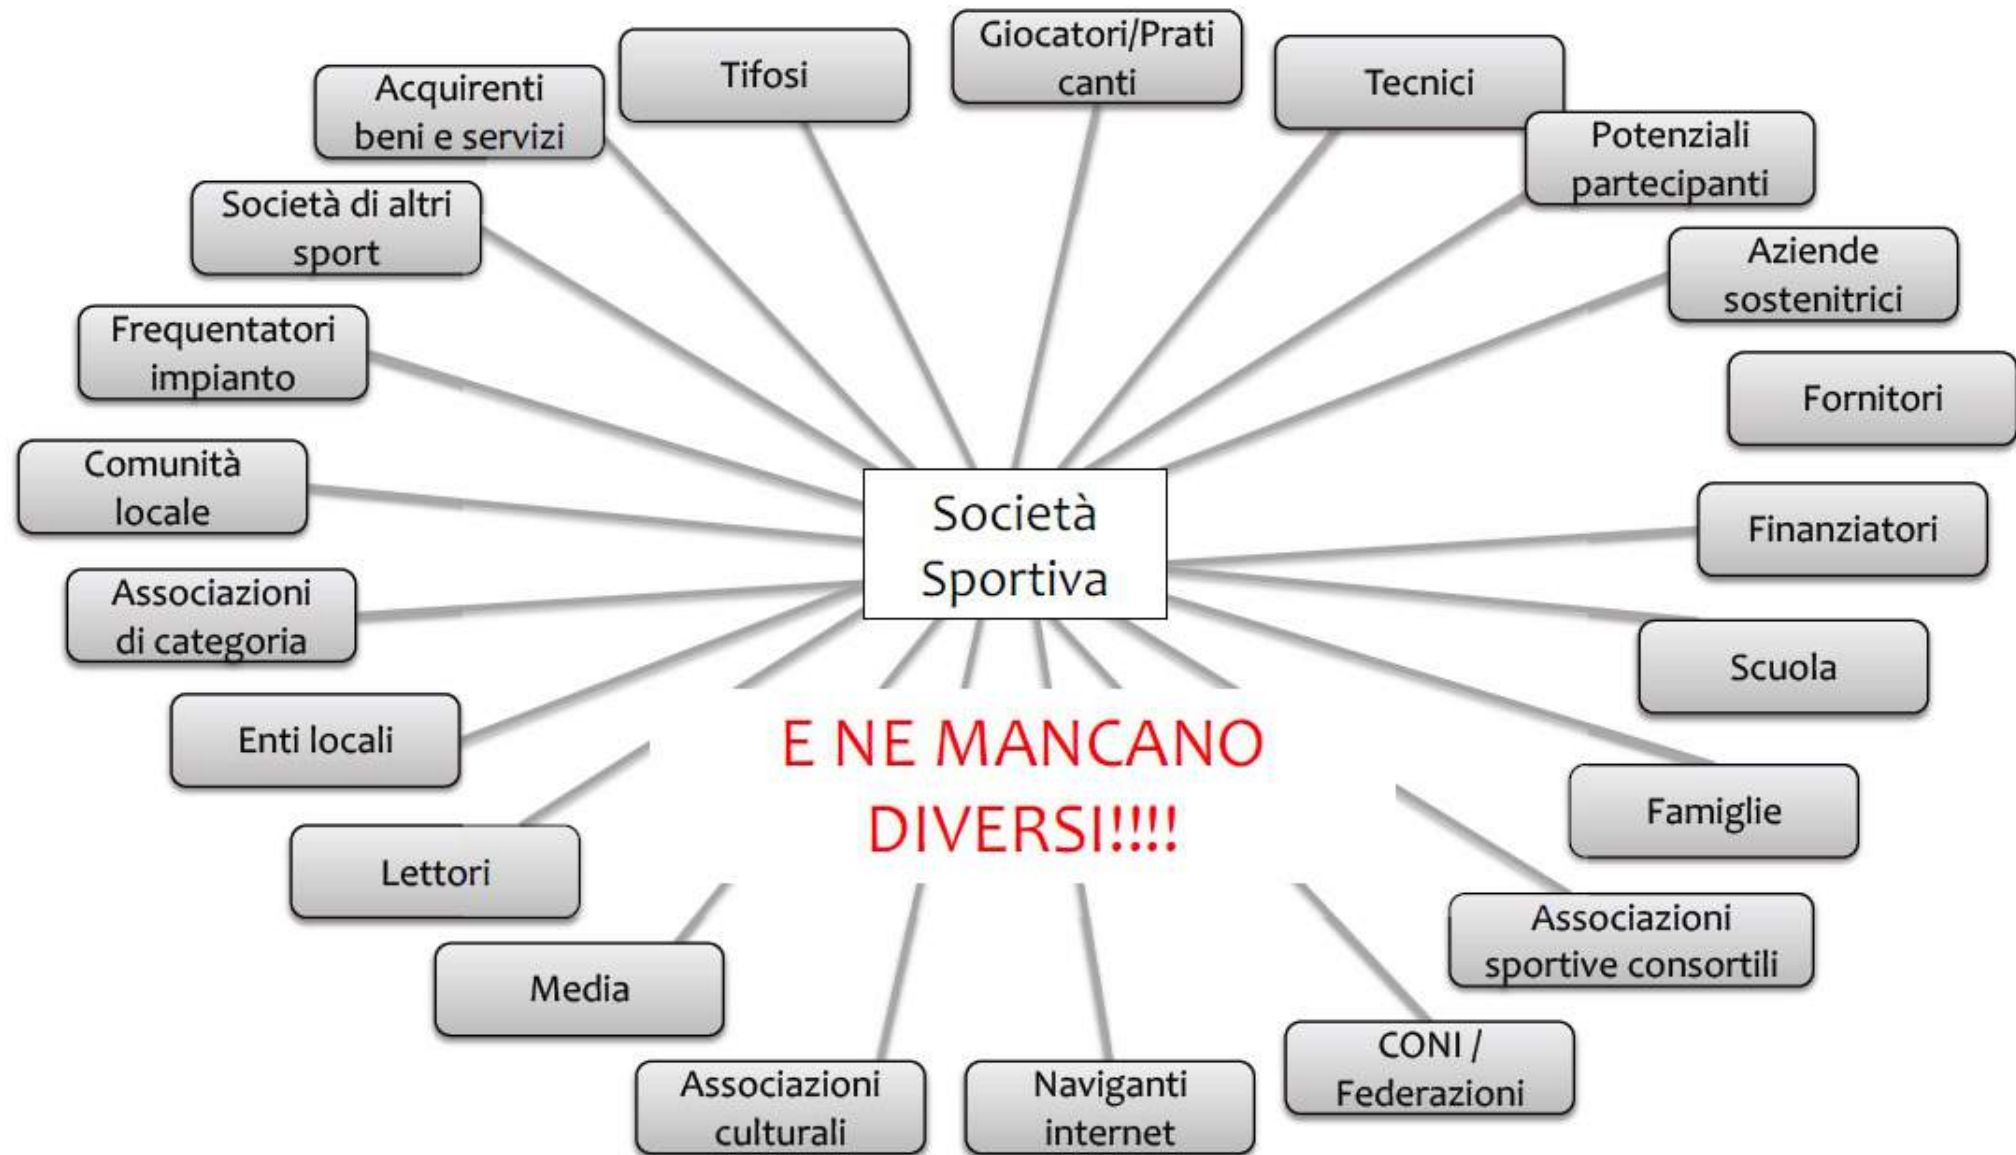 Giocatori/Prati
canti
Tifosi
Tecnici
Acquirenti
beni e servizi
Potenziali
partecipanti
Società di altri
sport
Aziende
sostenitrici
Frequentatori
impianto
Fornitori
Comunità
locale
Società
Sportiva
Finanziatori
Associazioni
di categoria
Scuola
Enti locali
E NE MANCANO
DIVERSI!!!!
Famiglie
Lettori
Associazioni
sportive consortili
Media
CONI /
Federazioni
Associazioni
culturali
Naviganti
internet